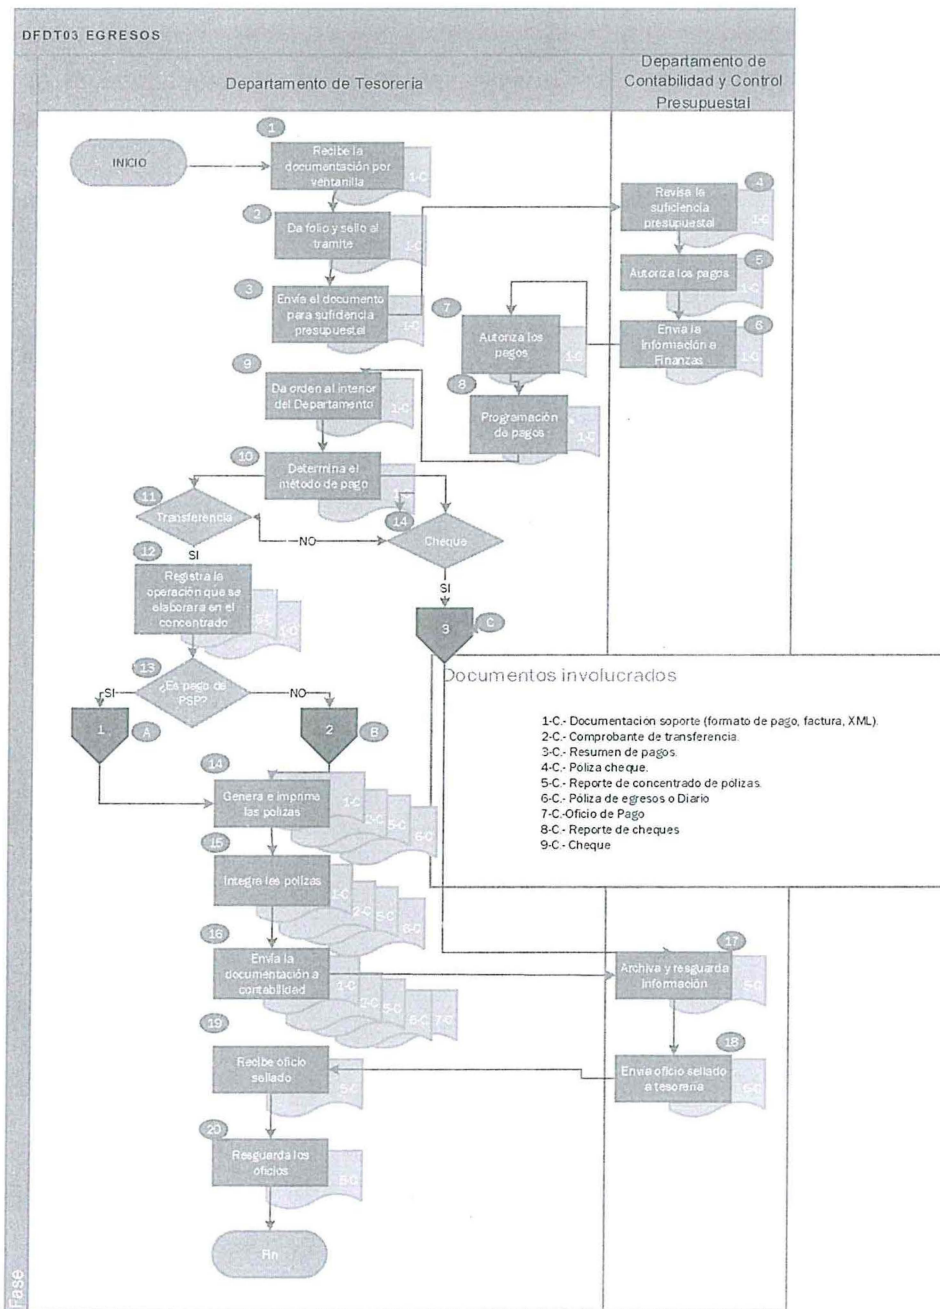 DFDT03 EGRESOS
Departamento de Tesorería
Departamento de
Contabilidad y Control
Presupuestal
INICIO
1
Recibe la
documentación por
ventanilla
1-C
2
Da folio y sello al
tramite
1-C
3
Envía el documento
para suficiencia
presupuestal
1-C
4
Revisa la
suficiencia
presupuestal
1-C
5
Autoriza los pagos
1-C
6
Envía la
Información a
Finanzas
1-C
7
Autoriza los
pagos
1-C
8
Programación
de pagos
1-C
9
Da orden al interior
del Departamento
1-C
10
Determina el
método de pago
11
Transferencia
NO
14
Cheque
SI
SI
12
Registra la
operación que se
elaborara en el
concentrado
1-C
3
C
13
¿Es pago de
PSP?
SI
NO
1
A
2
B
Documentos involucrados
1-C.- Documentación soporte (formato de pago, factura, XML).
2-C.- Comprobante de transferencia.
3-C.- Resumen de pagos.
4-C.- Poliza cheque.
5-C.- Reporte de concentrado de pólizas
6-C.- Póliza de egresos o Diario
7-C.-Oficio de Pago
8-C.- Reporte de cheques
9-C.- Cheque
14
Genera e imprime
las polizas
1-C
2-C
5-C
6-C
15
Integra las polizas
1-C
2-C
5-C
6-C
16
Envía la
documentación a
contabilidad
1-C
2-C
5-C
6-C
7-C
17
Archiva y resguarda
Información
5-C
18
Envia oficio sellado
a tesoreria
19
Recibe oficio
sellado
5-C
20
Resguarda los
oficios
5-C
Fin
Fase